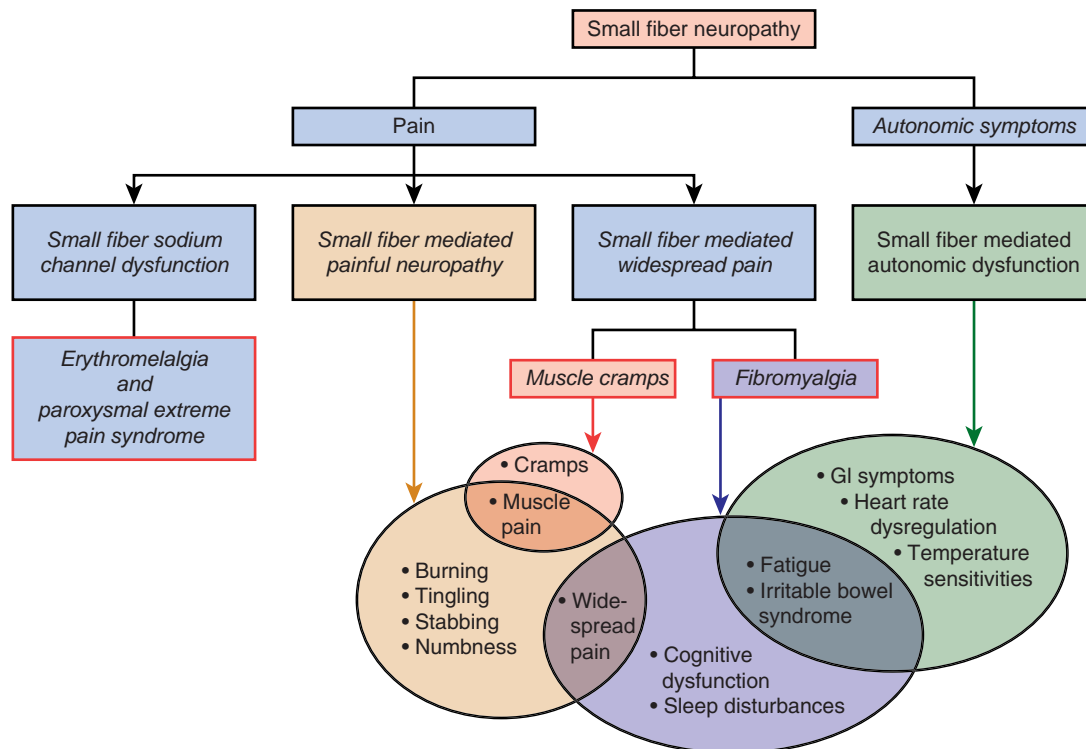 Small fiber neuropathy
Pain
Autonomic symptoms
Small fiber sodium
channel dysfunction
Small fiber mediated
painful neuropathy
Small fiber mediated
widespread pain
Small fiber mediated
autonomic dysfunction
Erythromelalgia
and
paroxysmal extreme
pain syndrome
Muscle cramps
Fibromyalgia
• Cramps
• Muscle
pain
• Burning
• Tingling
• Stabbing
• Numbness
• Wide-
spread
pain
• Cognitive
dysfunction
• Sleep disturbances
• Fatigue
• Irritable bowel
syndrome
• GI symptoms
• Heart rate
dysregulation
• Temperature
sensitivities